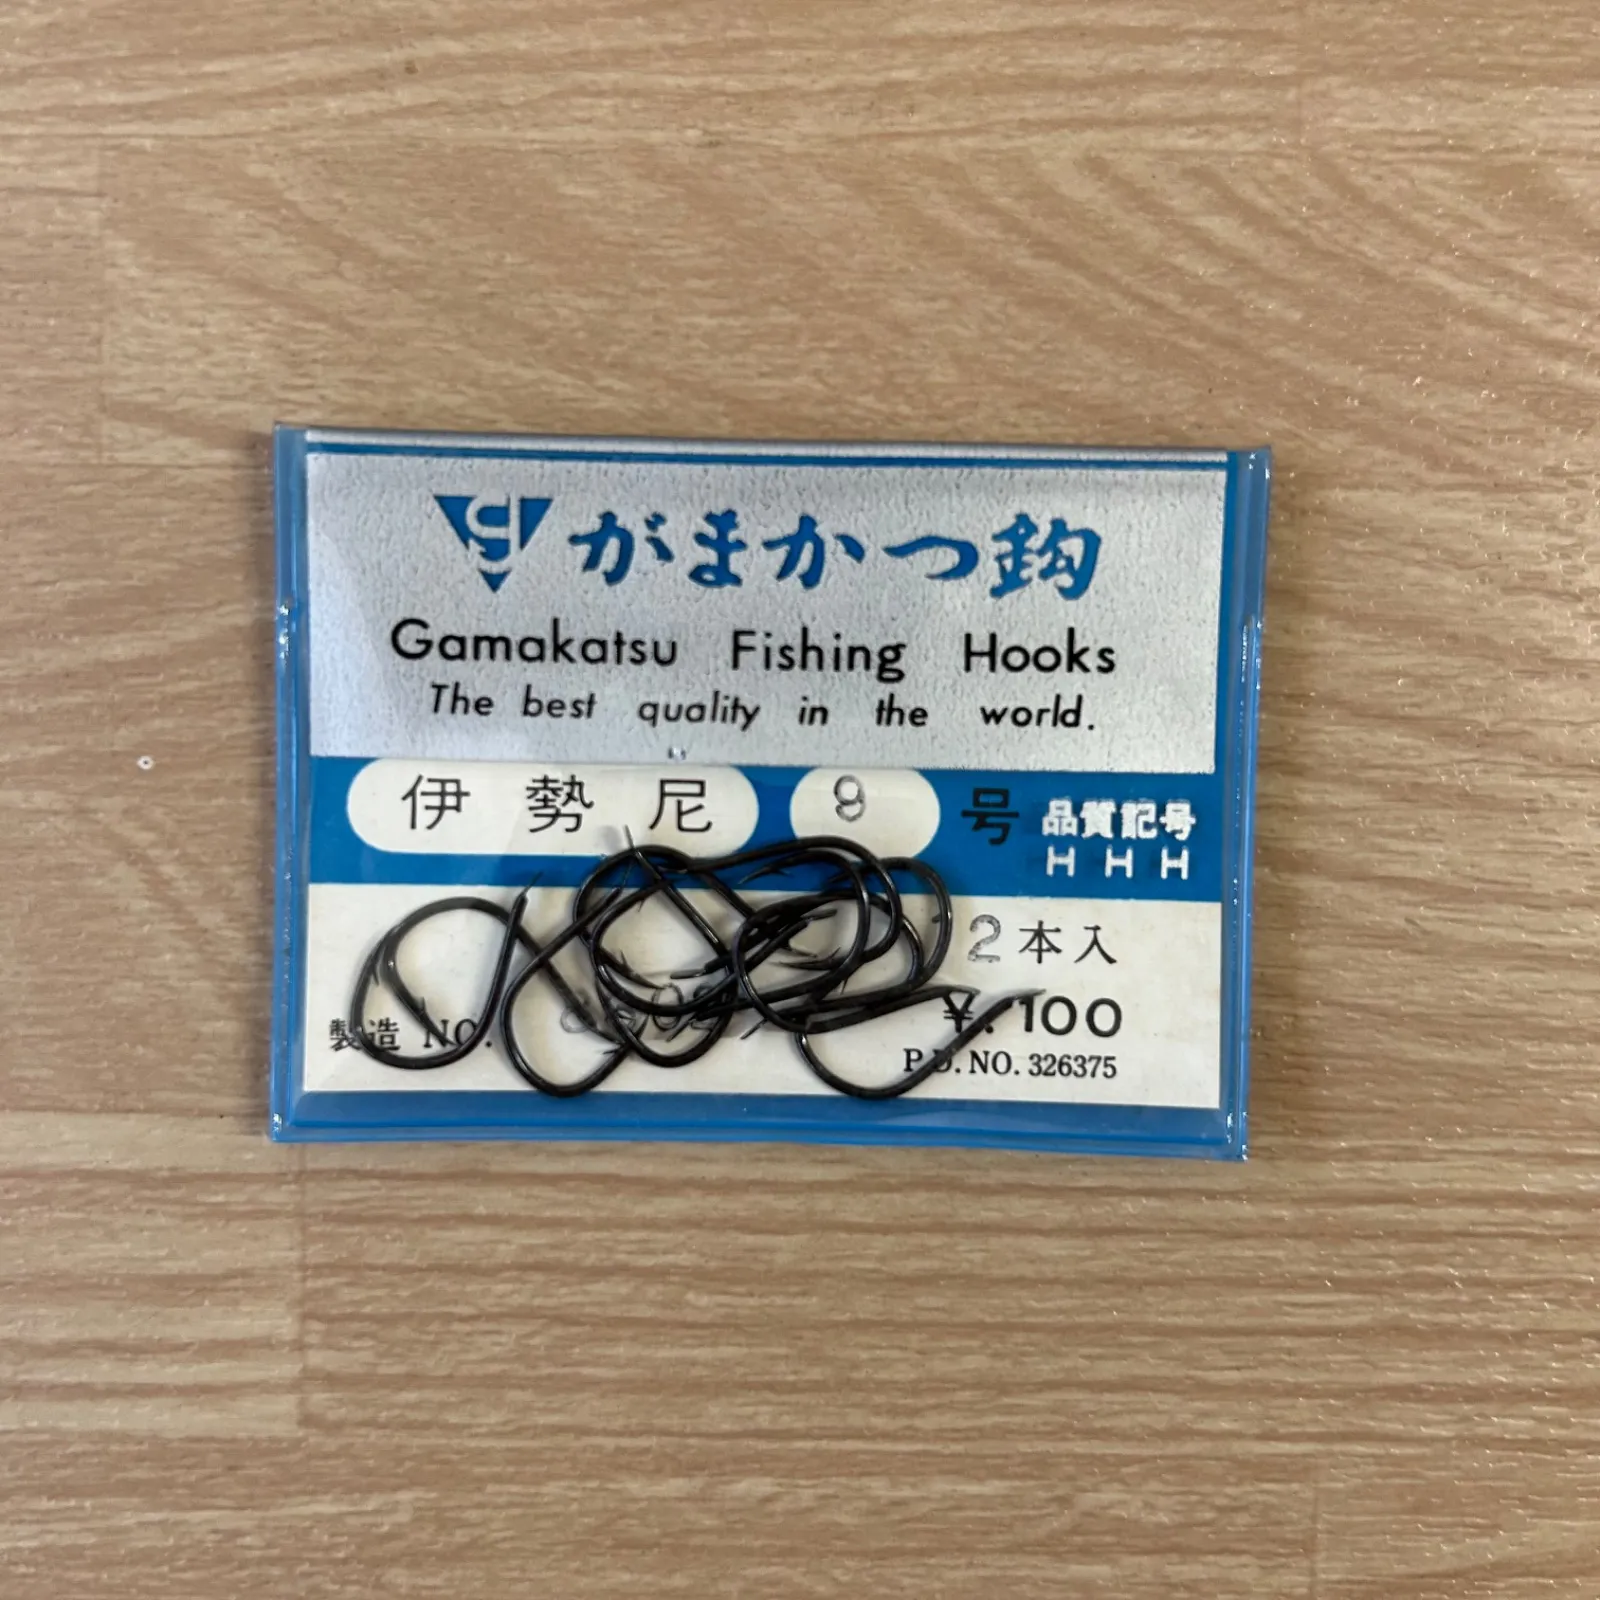 がまかつ鈎
Gamakatsu Fishing Hooks
The best quality in the world.
伊勢尼 9 号 品質記号
H H H
2本入
製造 NO.
¥.100
P.D.NO.326375